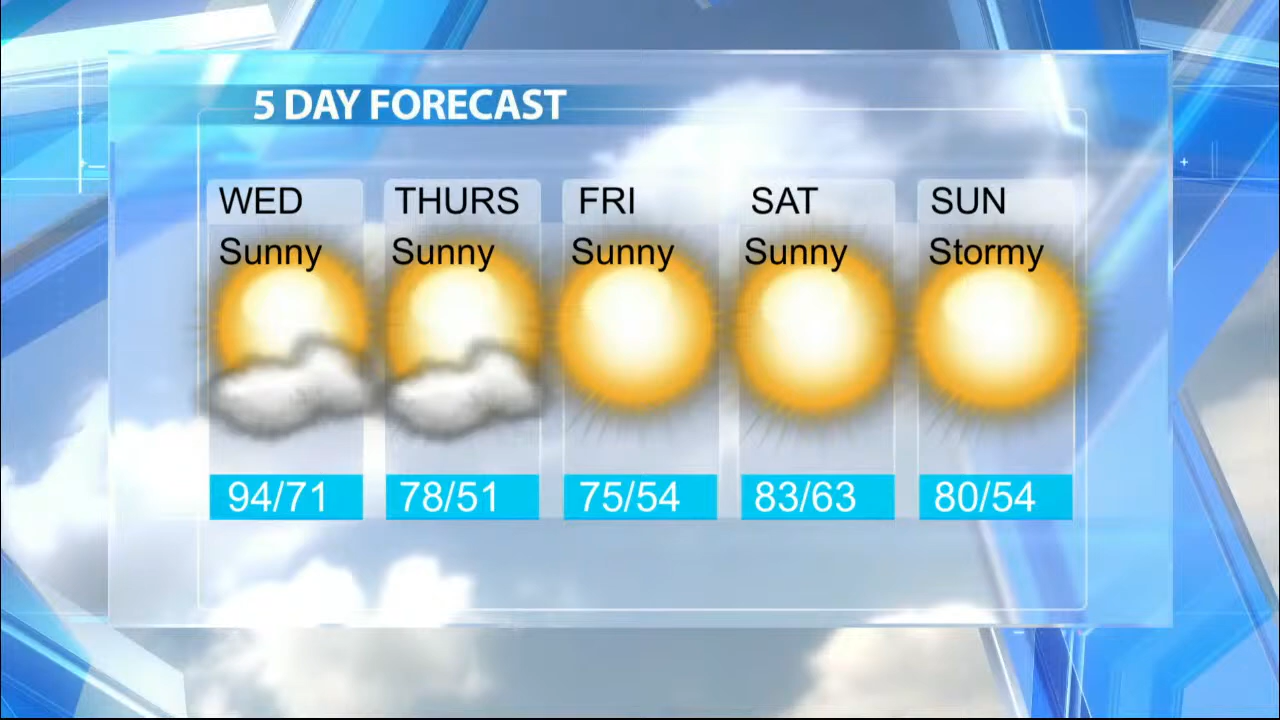 5 DAY FORECAST
WED
Sunny
94/71
THURS
Sunny
78/51
FRI
Sunny
75/54
SAT
Sunny
83/63
SUN
Stormy
80/54